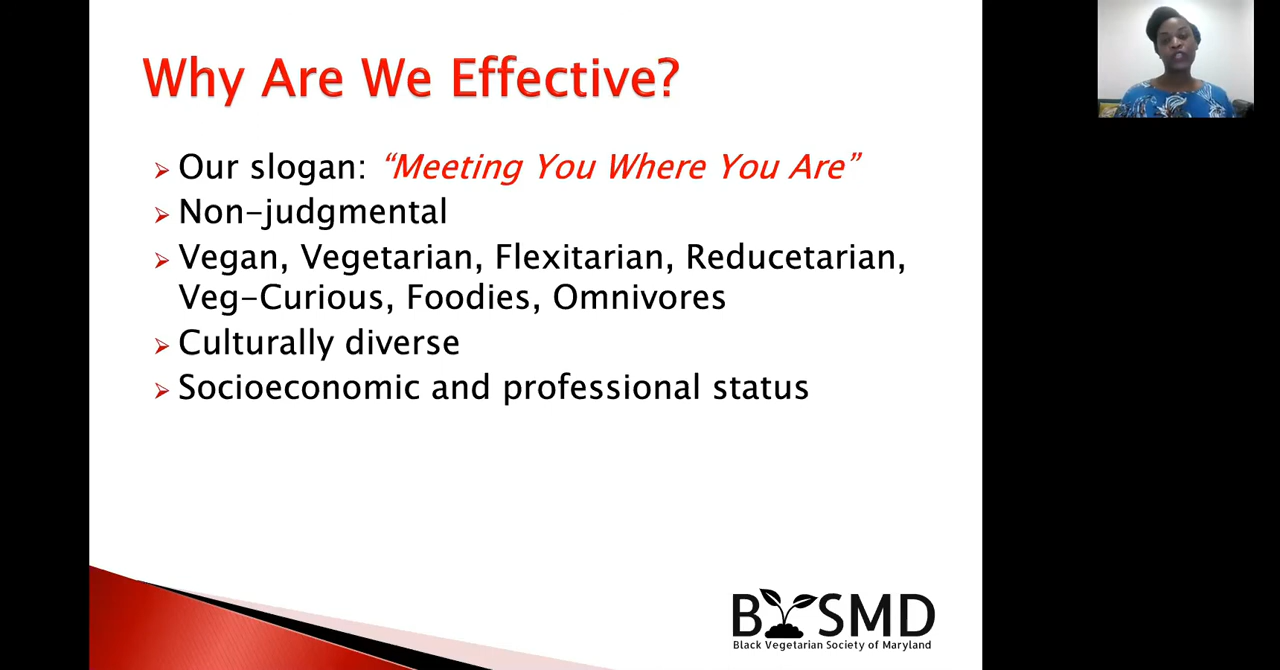 Why Are We Effective?
Our slogan: “Meeting You Where You Are”
Non-judgmental
Vegan, Vegetarian, Flexitarian, Reducetarian,
Veg-Curious, Foodies, Omnivores
Culturally diverse
Socioeconomic and professional status
BVSMD
Black Vegetarian Society of Maryland